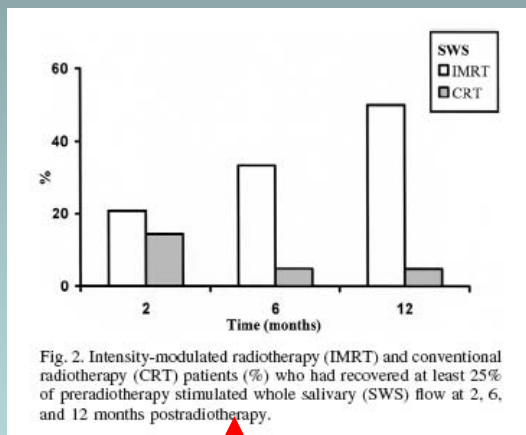 SWS
IMRT
CRT
60
40
20
0
%
2
6
12
Time (months)
Fig. 2. Intensity-modulated radiotherapy (IMRT) and conventional
radiotherapy (CRT) patients (%) who had recovered at least 25%
of preradiotherapy stimulated whole salivary (SWS) flow at 2, 6,
and 12 months postradiotherapy.